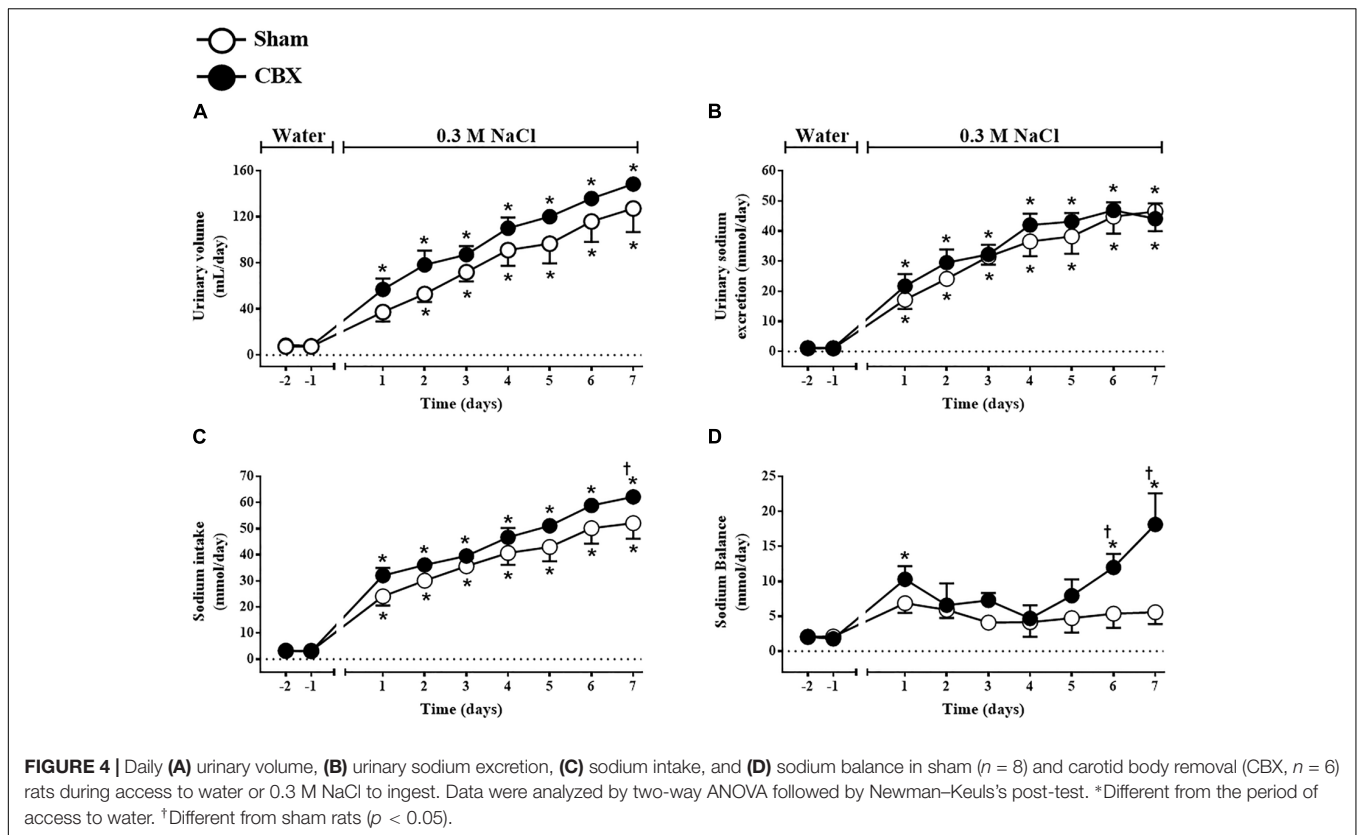 Sham
CBX
A
Water 0.3 M NaCl
160
120
80
40
0
Urinary volume
(mL/day)
* * * * * * *
* * * * * *
-2 -1 1 2 3 4 5 6 7
Time (days)
B
Water 0.3 M NaCl
60
50
40
30
20
10
0
Urinary sodium
excretion (mmol/day)
* * * * * * *
* * * * * * *
-2 -1 1 2 3 4 5 6 7
Time (days)
C
70
60
50
40
30
20
10
0
Sodium intake
(mmol/day)
†
* * * * * * *
* * * * * * *
-2 -1 1 2 3 4 5 6 7
Time (days)
D
25
20
15
10
5
0
Sodium Balance
(mmol/day)
† †
* * *
-2 -1 1 2 3 4 5 6 7
Time (days)
FIGURE 4 | Daily (A) urinary volume, (B) urinary sodium excretion, (C) sodium intake, and (D) sodium balance in sham (n = 8) and carotid body removal (CBX, n = 6)
rats during access to water or 0.3 M NaCl to ingest. Data were analyzed by two-way ANOVA followed by Newman–Keuls's post-test. *Different from the period of
access to water. †Different from sham rats (p < 0.05).